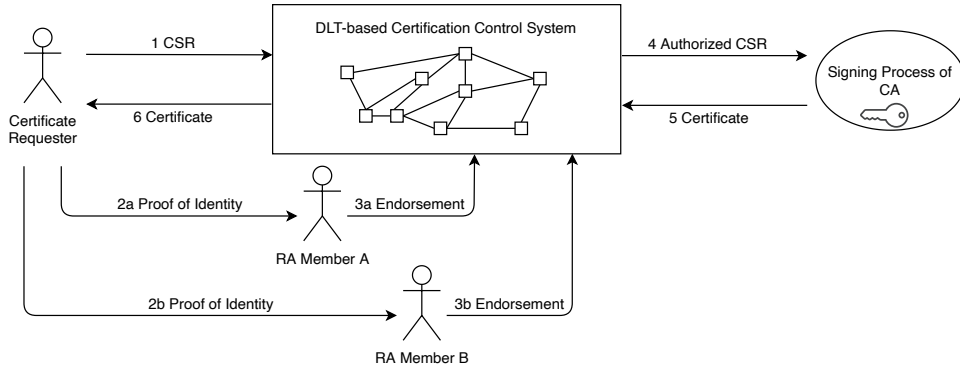 DLT-based Certification Control System
1 CSR
4 Authorized CSR
Signing Process of
CA
6 Certificate
5 Certificate
Certificate
Requester
2a Proof of Identity
3a Endorsement
RA Member A
2b Proof of Identity
3b Endorsement
RA Member B